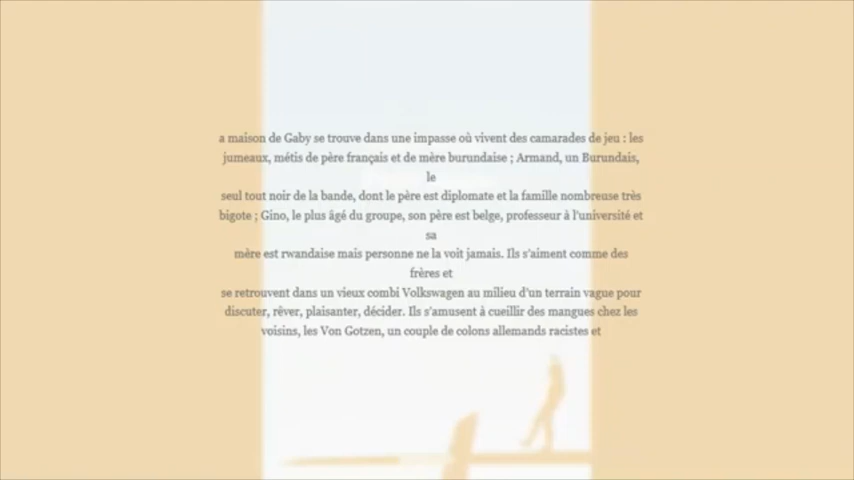 a maison de Gaby se trouve dans une impasse où vivent des camarades de jeu : les
jumeaux, métis de père français et de mère burundaise ; Armand, un Burundais,
le
seul tout noir de la bande, dont le père est diplomate et la famille nombreuse très
bigote ; Gino, le plus âgé du groupe, son père est belge, professeur à l'université et
sa
mère est rwandaise mais personne ne la voit jamais. Ils s'aiment comme des
frères et
se retrouvent dans un vieux combi Volkswagen au milieu d'un terrain vague pour
discuter, rêver, plaisanter, décider. Ils s'amusent à cueillir des mangues chez les
voisins, les Von Gotzen, un couple de colons allemands racistes et